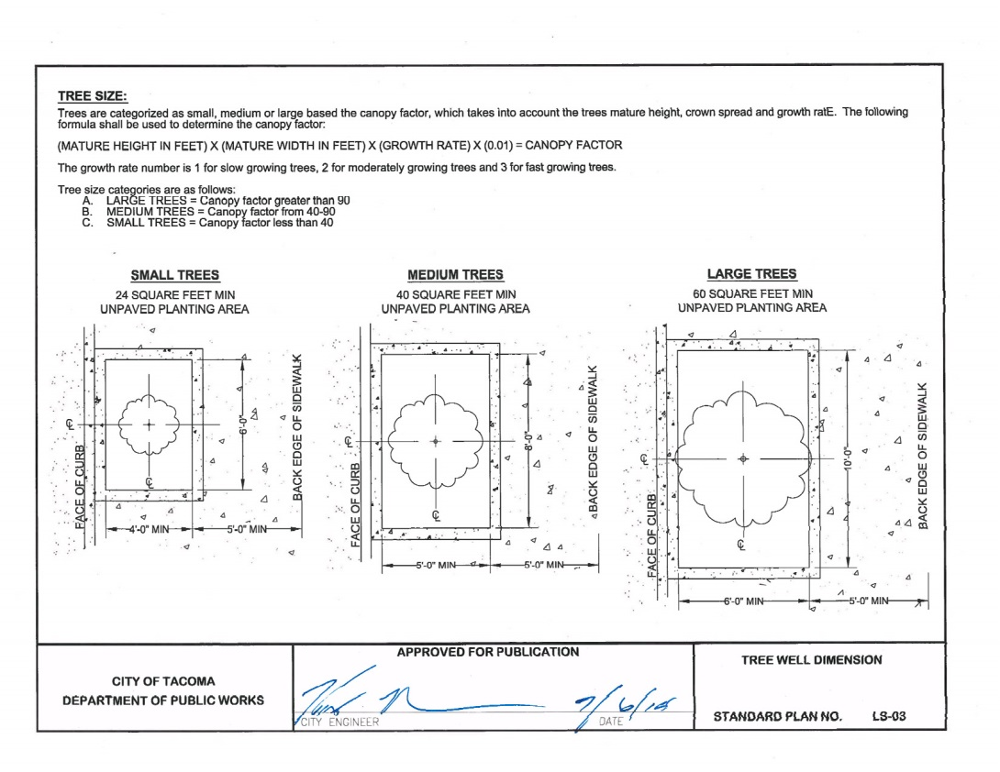 TREE SIZE:
Trees are categorized as small, medium or large based the canopy factor, which takes into account the trees mature height, crown spread and growth ratE. The following
formula shall be used to determine the canopy factor:
(MATURE HEIGHT IN FEET) X (MATURE WIDTH IN FEET) X (GROWTH RATE) X (0.01) = CANOPY FACTOR
The growth rate number is 1 for slow growing trees, 2 for moderately growing trees and 3 for fast growing trees.
Tree size categories are as follows:
A. LARGE TREES = Canopy factor greater than 90
B. MEDIUM TREES = Canopy factor from 40-90
C. SMALL TREES = Canopy factor less than 40
SMALL TREES
24 SQUARE FEET MIN
UNPAVED PLANTING AREA
FACE OF CURB
℄
℄
6'-0"
BACK EDGE OF SIDEWALK
4'-0" MIN
5'-0" MIN
MEDIUM TREES
40 SQUARE FEET MIN
UNPAVED PLANTING AREA
FACE OF CURB
℄
℄
8'-0"
BACK EDGE OF SIDEWALK
5'-0" MIN
5'-0" MIN
LARGE TREES
60 SQUARE FEET MIN
UNPAVED PLANTING AREA
FACE OF CURB
℄
℄
10'-0"
BACK EDGE OF SIDEWALK
6'-0" MIN
5'-0" MIN
CITY OF TACOMA
DEPARTMENT OF PUBLIC WORKS
APPROVED FOR PUBLICATION
CITY ENGINEER
DATE
TREE WELL DIMENSION
STANDARD PLAN NO. LS-03